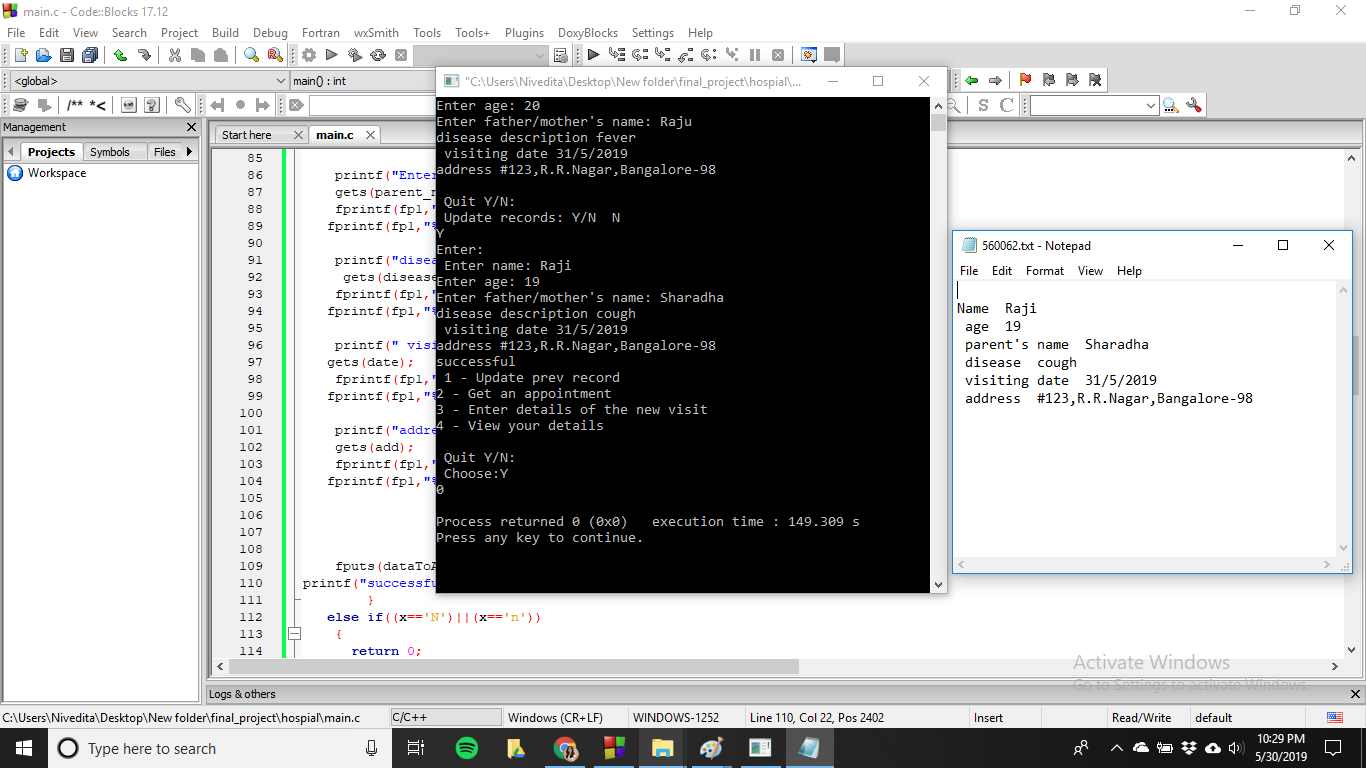 main.c - Code::Blocks 17.12
File Edit View Search Project Build Debug Fortran wxSmith Tools Tools+ Plugins DoxyBlocks Settings Help
<global>
main() : int
/** *<
S C
Management
Projects Symbols Files
Workspace
Start here main.c
85
86 printf("Enter
87 gets(parent_n
88 fprintf(fpl,"
89 fprintf(fpl,"%
90
91 printf("disea
92 gets(disease
93 fprintf(fpl,"
94 fprintf(fpl,"%
95
96 printf(" visi
97 gets(date);
98 fprintf(fpl,"
99 fprintf(fpl,"%
100
101 printf("addre
102 gets(add);
103 fprintf(fpl,"
104 fprintf(fpl,"%
105
106
107
108
109 fputs(dataToA
110 printf("successfu
111 }
112 else if((x=='N')||(x=='n'))
113 {
114 return 0;
"C:\Users\Nivedita\Desktop\New folder\final_project\hospial\...
Enter age: 20
Enter father/mother's name: Raju
disease description fever
visiting date 31/5/2019
address #123,R.R.Nagar,Bangalore-98
Quit Y/N:
Update records: Y/N N
Y
Enter:
Enter name: Raji
Enter age: 19
Enter father/mother's name: Sharadha
disease description cough
visiting date 31/5/2019
address #123,R.R.Nagar,Bangalore-98
successful
1 - Update prev record
2 - Get an appointment
3 - Enter details of the new visit
4 - View your details
Quit Y/N:
Choose:Y
0
Process returned 0 (0x0) execution time : 149.309 s
Press any key to continue.
560062.txt - Notepad
File Edit Format View Help
Name Raji
age 19
parent's name Sharadha
disease cough
visiting date 31/5/2019
address #123,R.R.Nagar,Bangalore-98
Activate Windows
Go to Settings to activate Windows.
Logs & others
C:\Users\Nivedita\Desktop\New folder\final_project\hospial\main.c C/C++ Windows (CR+LF) WINDOWS-1252 Line 110, Col 22, Pos 2402 Insert Read/Write default
Type here to search
10:29 PM
5/30/2019